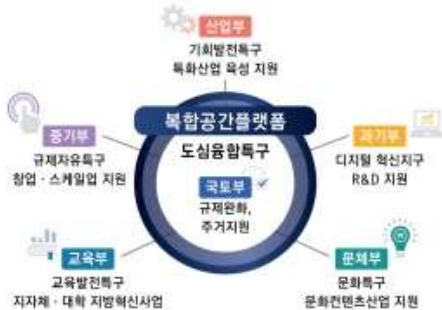 산업부
기회발전특구
특화산업 육성 지원
중기부
규제자유특구
창업 · 스케일업 지원
복합공간플랫폼
도심융합특구
국토부
규제완화,
주거지원
과기부
디지털 혁신지구
R&D 지원
교육부
교육발전특구
지자체 · 대학 지방혁신사업
문체부
문화특구
문화컨텐츠산업 지원